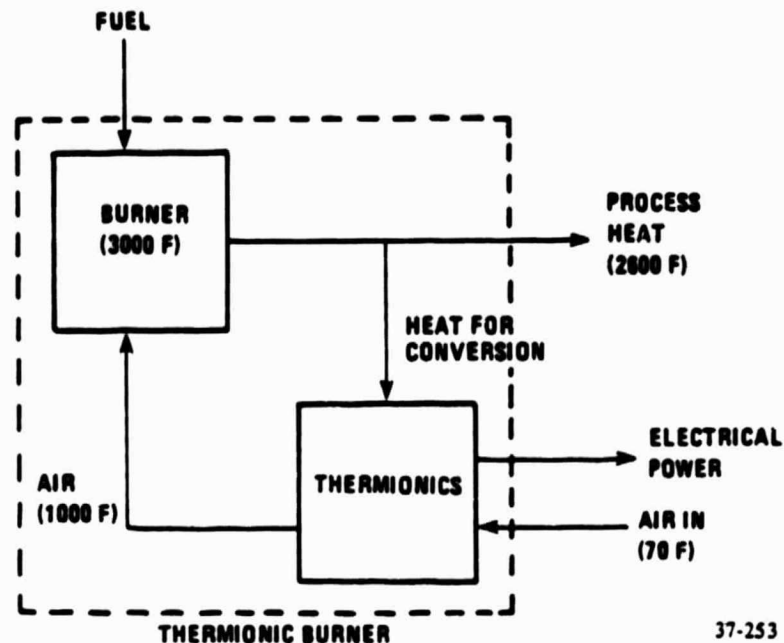 FUEL
BURNER
(3000 F)
PROCESS
HEAT
(2600 F)
HEAT FOR
CONVERSION
ELECTRICAL
POWER
THERMIONICS
AIR
(1000 F)
AIR IN
(70 F)
THERMIONIC BURNER
37-253